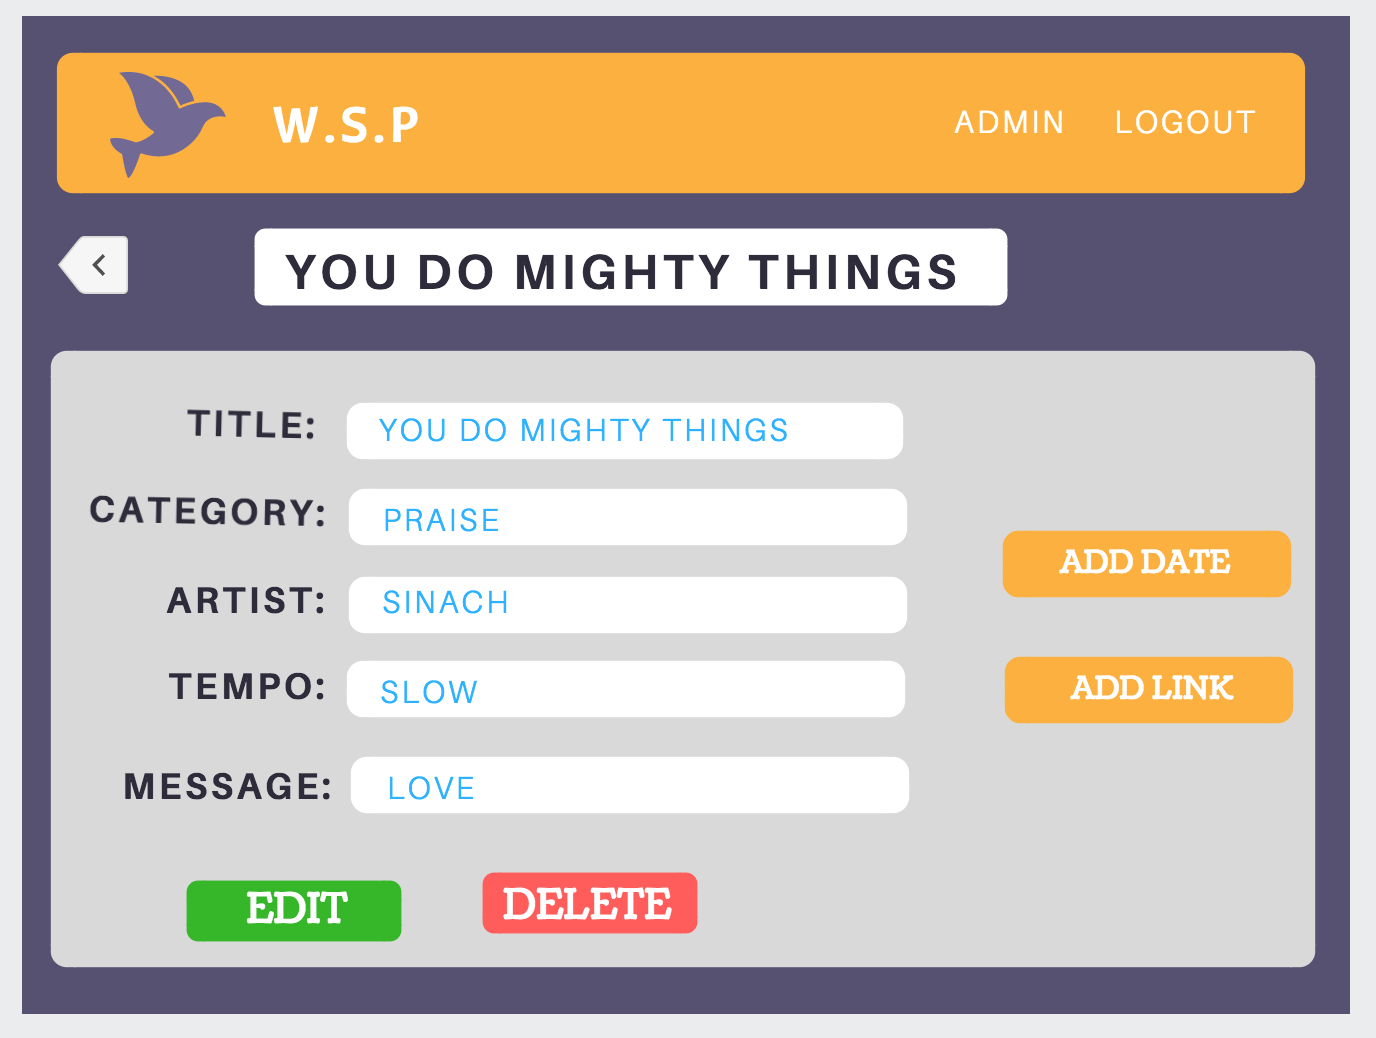 W.S.P
ADMIN LOGOUT
YOU DO MIGHTY THINGS
TITLE: YOU DO MIGHTY THINGS
CATEGORY: PRAISE
ARTIST: SINACH
TEMPO: SLOW
MESSAGE: LOVE
ADD DATE
ADD LINK
EDIT DELETE